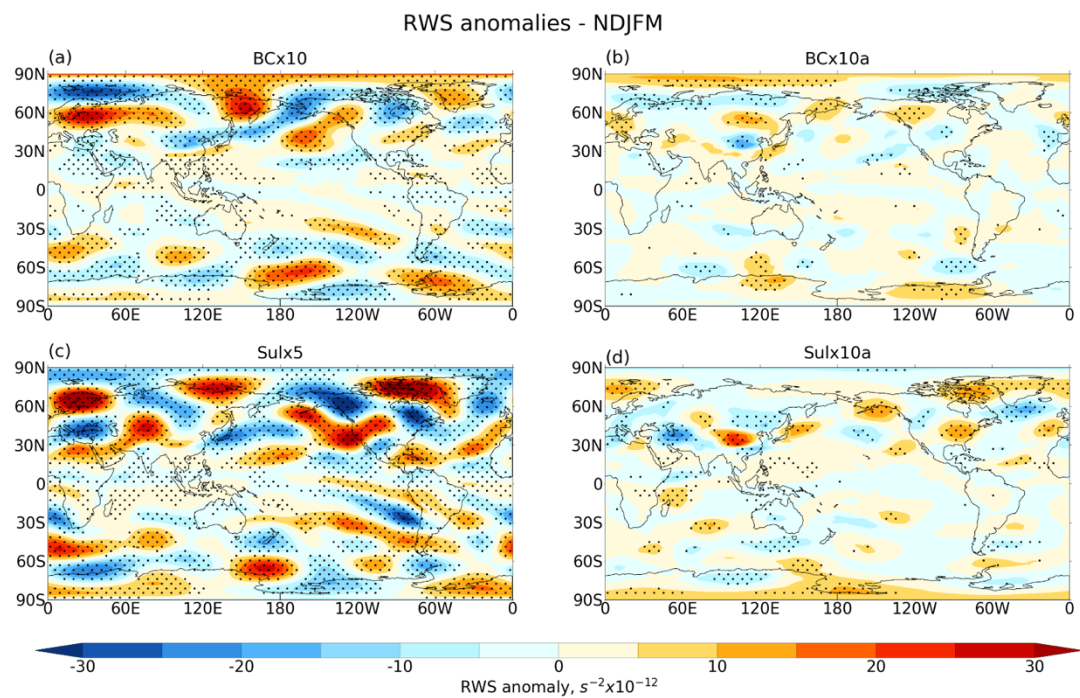 RWS anomalies - NDJFM
(a) BCx10
90N
60N
30N
0
30S
60S
90S
0 60E 120E 180 120W 60W 0
(b) BCx10a
90N
60N
30N
0
30S
60S
90S
0 60E 120E 180 120W 60W 0
(c) Sulx5
90N
60N
30N
0
30S
60S
90S
60E 120E 180 120W 60W 0
(d) Sulx10a
90N
60N
30N
0
30S
60S
90S
0 60E 120E 180 120W 60W 0
-30 -20 -10 0 10 20 30
RWS anomaly, s⁻²x10⁻¹²